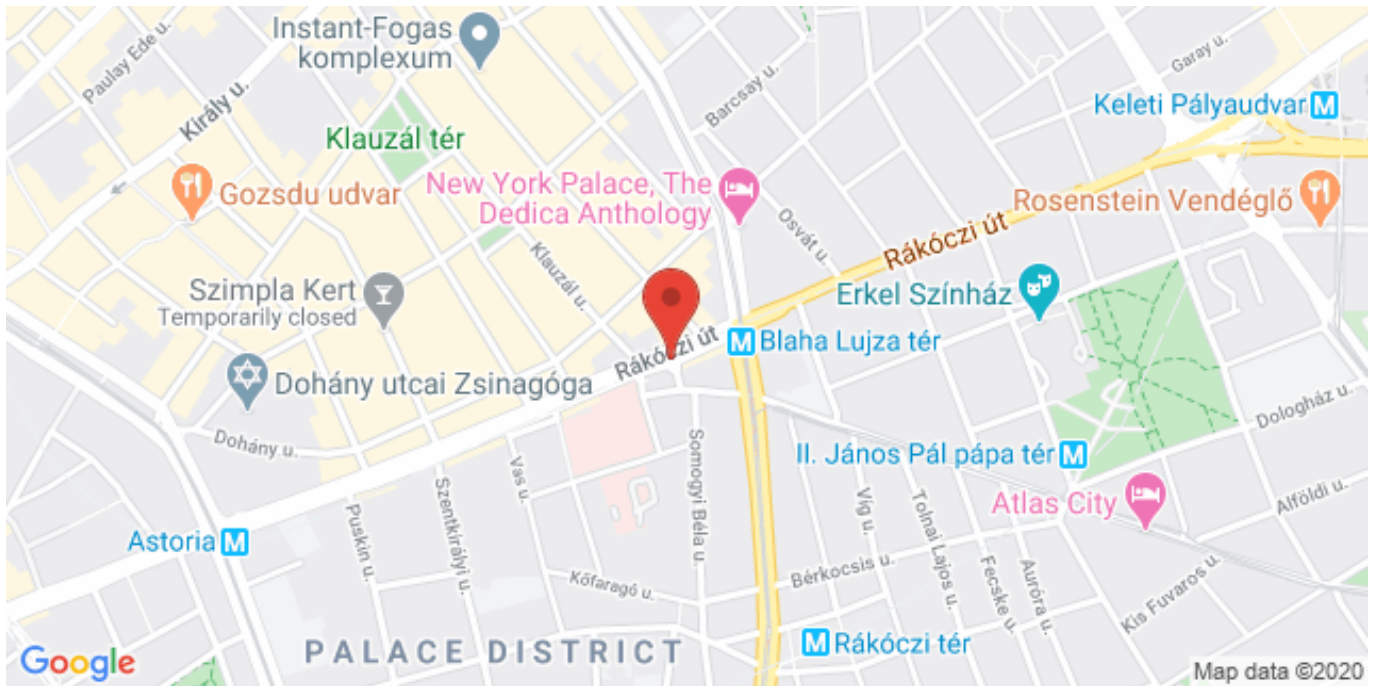 Instant-Fogas
komplexum
Paulay Ede u.
Király u.
Barcsay u.
Garay u.
Keleti Pályaudvar M
Klauzál tér
Gozsdu udvar
New York Palace, The
Dedica Anthology
Rosenstein Vendéglő
Osvát u.
Rákóczi út
Klauzál u.
Szimpla Kert
Temporarily closed
Erkel Színház
Rákóczi út
M Blaha Lujza tér
Dohány utcai Zsinagóga
Dohány u.
Dologház u.
Somogyi Béla u.
II. János Pál pápa tér M
Vas u.
Szentkirályi u.
Puskin u.
Víg u.
Tolnai Lajos u.
Atlas City
Alföldi u.
Astoria M
Fecske u.
Auróra u.
Bérkocsis u.
Kőfaragó u.
Kis Fuvaros u.
PALACE DISTRICT
M Rákóczi tér
Google
Map data ©2020